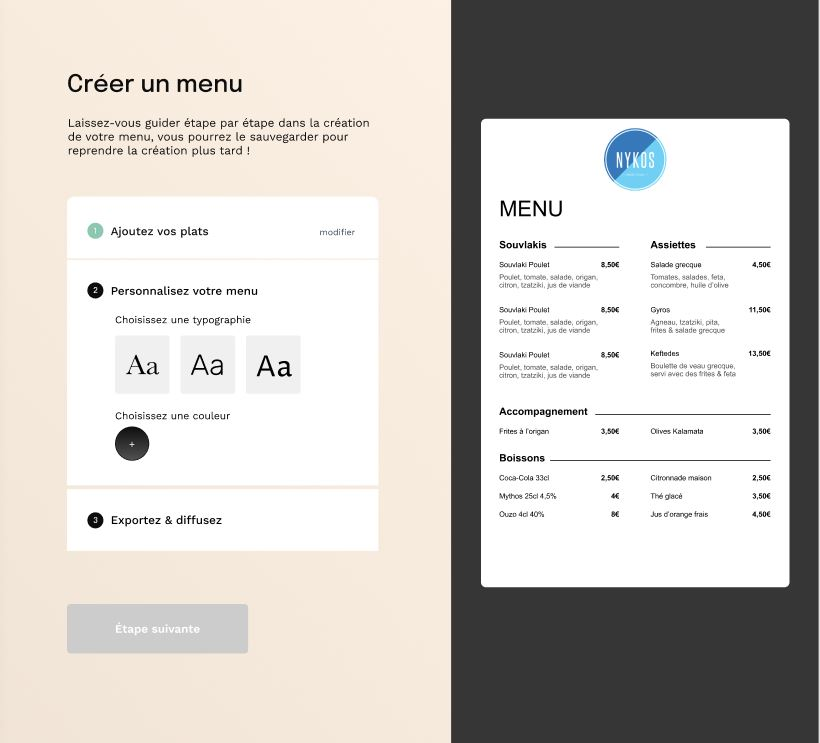 Créer un menu
Laissez-vous guider étape par étape dans la création
de votre menu, vous pourrez le sauvegarder pour
reprendre la création plus tard !
1 Ajoutez vos plats modifier
2 Personnalisez votre menu
Choisissez une typographie
Aa Aa Aa
Choisissez une couleur
+
3 Exportez & diffusez
Étape suivante
NYKOS
MENU
Souvlakis
Souvlaki Poulet 8,50€
Poulet, tomate, salade, origan,
citron, tzatziki, jus de viande
Souvlaki Poulet 8,50€
Poulet, tomate, salade, origan,
citron, tzatziki, jus de viande
Souvlaki Poulet 8,50€
Poulet, tomate, salade, origan,
citron, tzatziki, jus de viande
Assiettes
Salade grecque 4,50€
Tomates, salades, feta,
concombre, huile d'olive
Gyros 11,50€
Agneau, tzatziki, pita,
frites & salade grecque
Keftedes 13,50€
Boulette de veau grecque,
servi avec des frites & feta
Accompagnement
Frites à l'origan 3,50€ Olives Kalamata 3,50€
Boissons
Coca-Cola 33cl 2,50€ Citronnade maison 2,50€
Mythos 25cl 4,5% 4€ Thé glacé 3,50€
Ouzo 4cl 40% 8€ Jus d'orange frais 4,50€